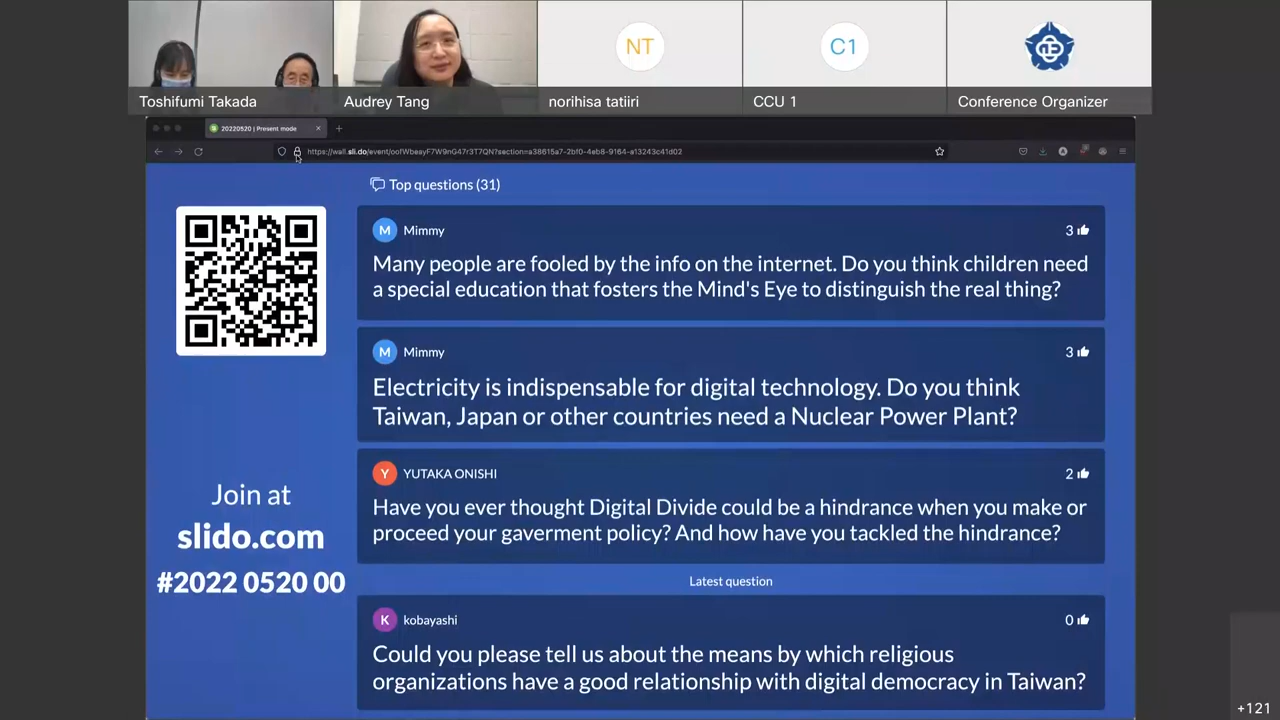 NT
C1
Toshifumi Takada
Audrey Tang
norihisa tatiiri
CCU 1
Conference Organizer
20220520 | Present mode
Top questions (31)
M Mimmy 3
Many people are fooled by the info on the internet. Do you think children need
a special education that fosters the Mind's Eye to distinguish the real thing?
M Mimmy 3
Electricity is indispensable for digital technology. Do you think
Taiwan, Japan or other countries need a Nuclear Power Plant?
Y YUTAKA ONISHI 2
Have you ever thought Digital Divide could be a hindrance when you make or
proceed your gaverment policy? And how have you tackled the hindrance?
Join at
slido.com
#2022 0520 00
Latest question
K kobayashi 0
Could you please tell us about the means by which religious
organizations have a good relationship with digital democracy in Taiwan?
+121